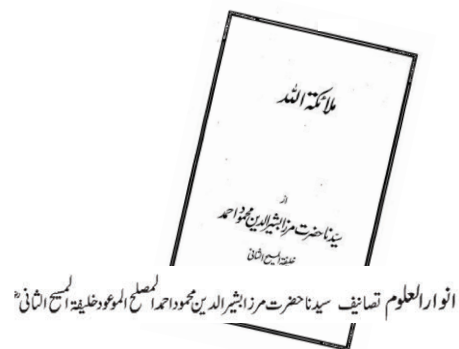 ملائکۃ اللہ
از
سیدنا حضرت مرزا بشیر الدین محمود احمد
خلیفۃ المسیح الثانی
انوار العلوم تصانیف سیدنا حضرت مرزا بشیر الدین محمود احمد المصلح الموعود خلیفۃ المسیح الثانی ؓ